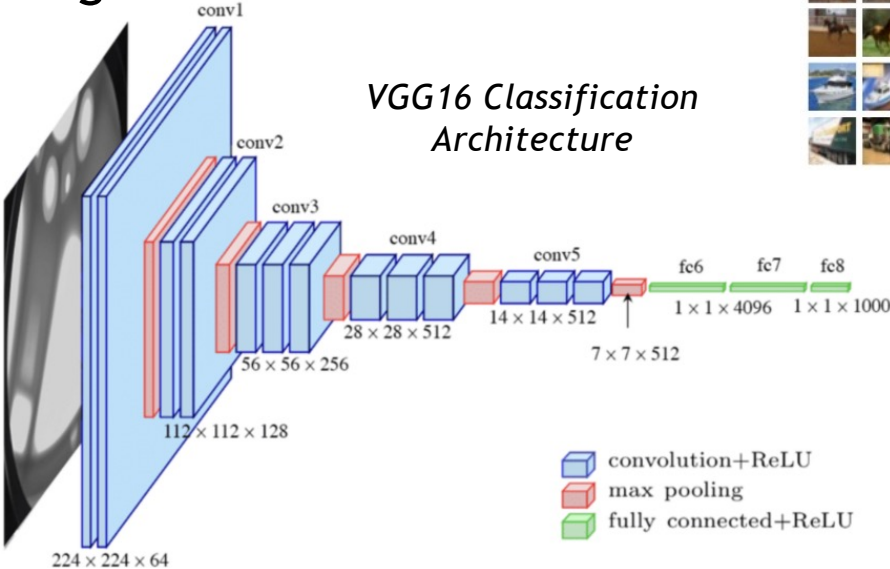 conv1
VGG16 Classification
Architecture
conv2
conv3
conv4
conv5
fc6
fc7
fc8
1 × 1 × 4096
1 × 1 × 1000
14 × 14 × 512
28 × 28 × 512
7 × 7 × 512
56 × 56 × 256
112 × 112 × 128
convolution+ReLU
max pooling
fully connected+ReLU
224 × 224 × 64